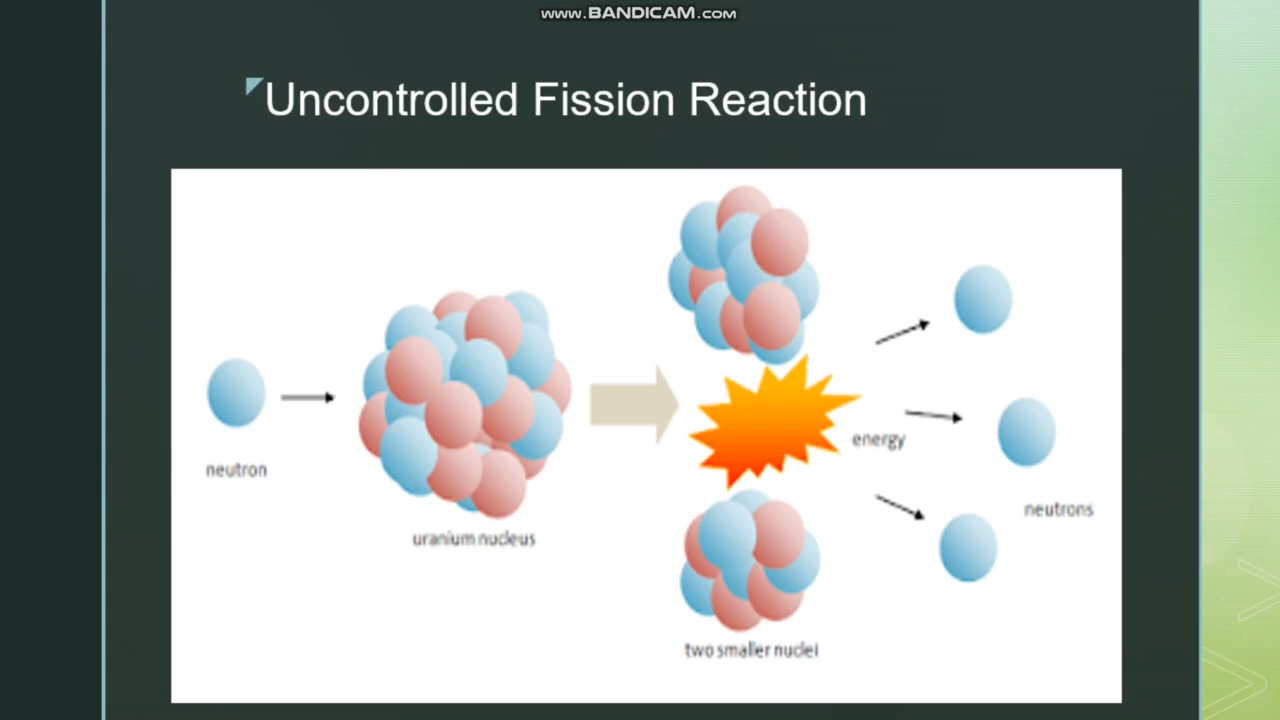 www.BANDICAM.com
Uncontrolled Fission Reaction
energy
neutron
neutrons
uranium nucleus
two smaller nuclei